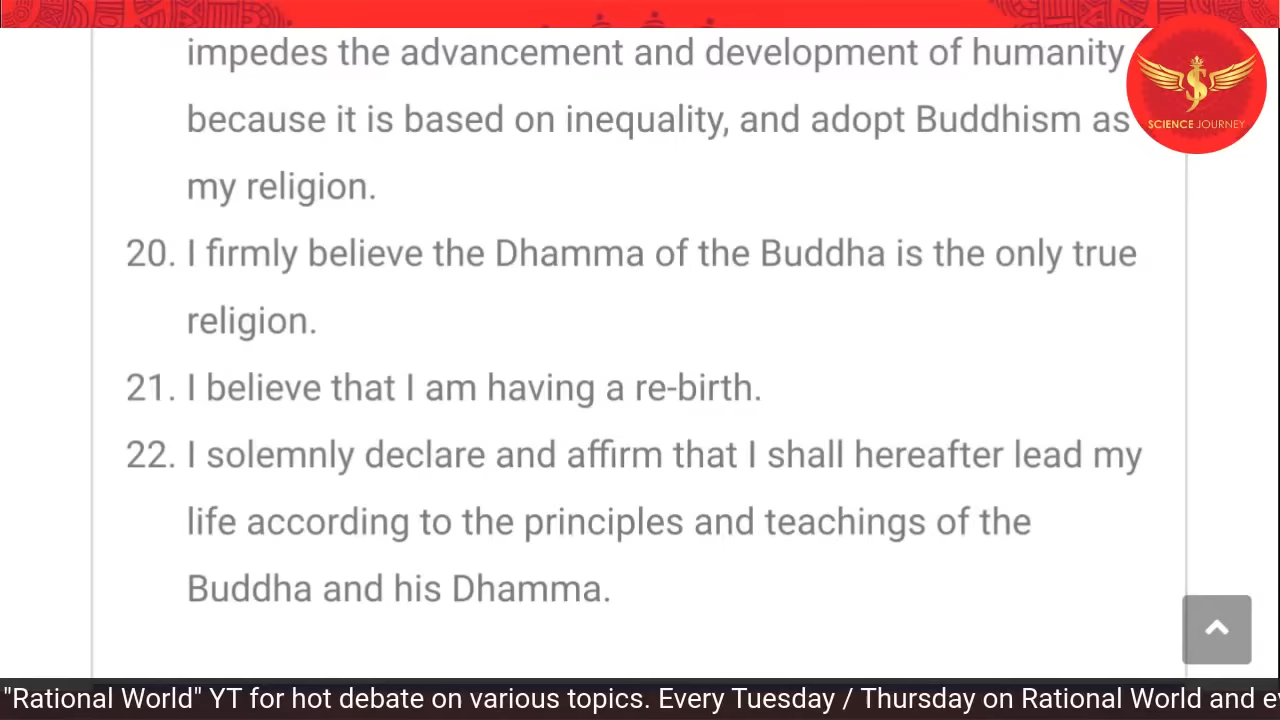 impedes the advancement and development of humanity
because it is based on inequality, and adopt Buddhism as
my religion.
SCIENCE JOURNEY
20. I firmly believe the Dhamma of the Buddha is the only true
religion.
21. I believe that I am having a re-birth.
22. I solemnly declare and affirm that I shall hereafter lead my
life according to the principles and teachings of the
Buddha and his Dhamma.
"Rational World" YT for hot debate on various topics. Every Tuesday / Thursday on Rational World and